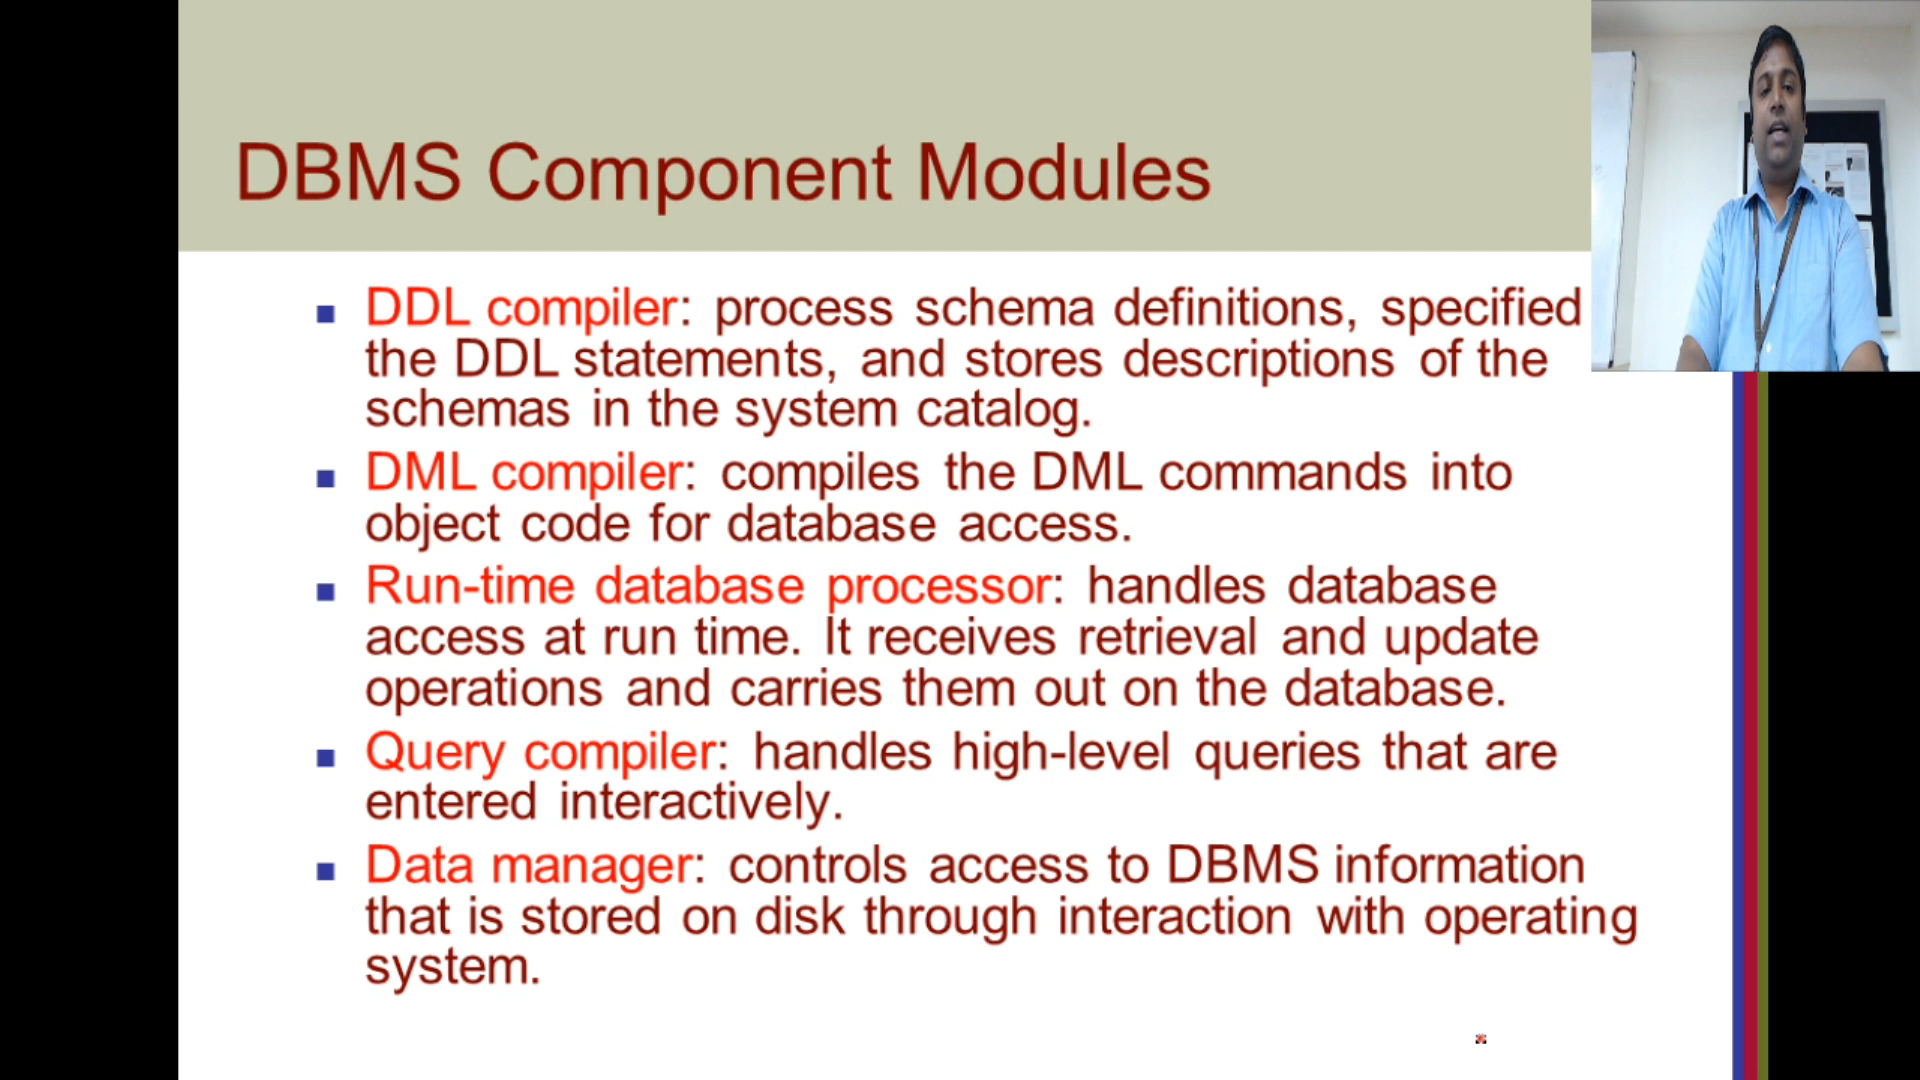 DBMS Component Modules
DDL compiler: process schema definitions, specified
the DDL statements, and stores descriptions of the
schemas in the system catalog.
DML compiler: compiles the DML commands into
object code for database access.
Run-time database processor: handles database
access at run time. It receives retrieval and update
operations and carries them out on the database.
Query compiler: handles high-level queries that are
entered interactively.
Data manager: controls access to DBMS information
that is stored on disk through interaction with operating
system.